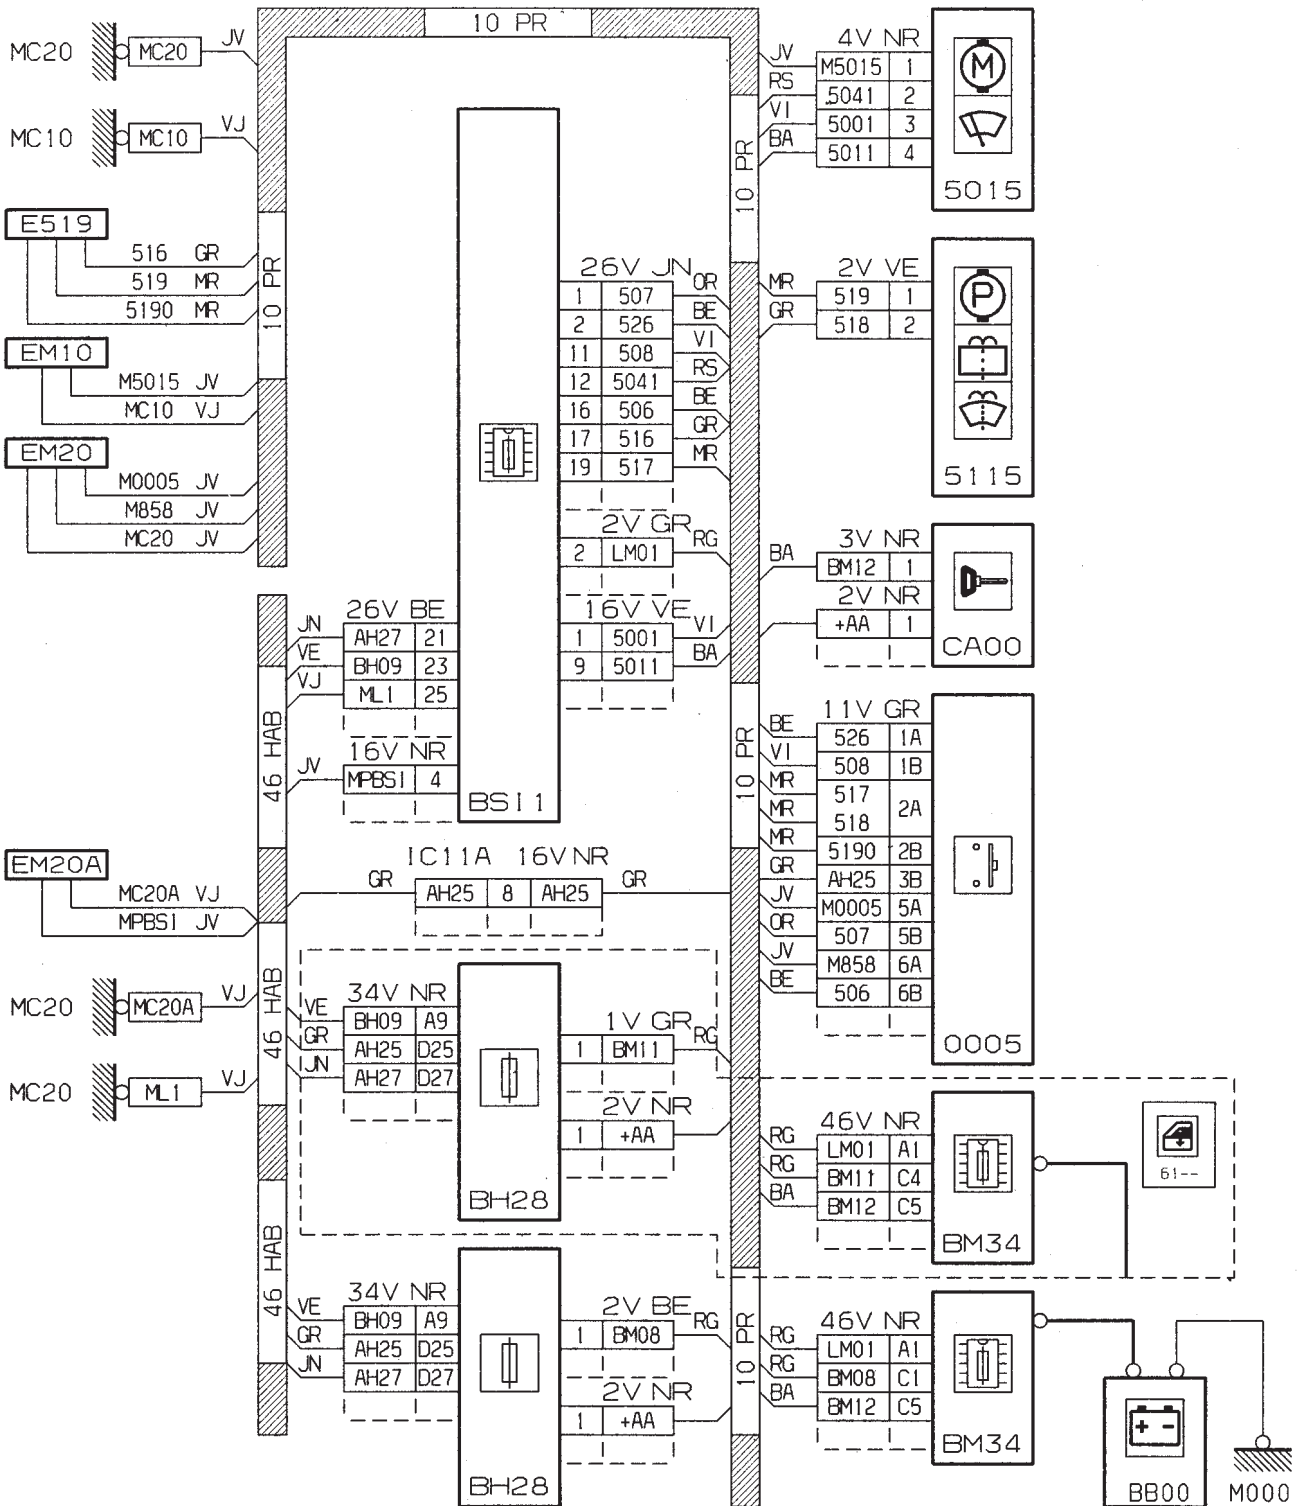 10 PR
MC20 MC20 JV
MC10 MC10 VJ
E519
516 GR
519 MR
5190 MR
10 PR
EM10
M5015 JV
MC10 VJ
EM20
M0005 JV
M858 JV
MC20 JV
46 HAB
EM20A
MC20A VJ
MPBS1 JV
MC20 MC20A VJ
46 HAB
MC20 ML1 VJ
46 HAB
26V JN
1 507 OR
2 526 BE
11 508 VI
12 5041 RS
16 506 BE
17 516 GR
19 517 MR
2V GR
2 LM01 RG
16V VE
1 5001 VI
9 5011 BA
26V BE
JN AH27 21
VE BH09 23
VJ ML1 25
16V NR
JV MPBS1 4
BSI1
IC11A 16V NR
GR AH25 8 AH25 GR
34V NR
VE BH09 A9
GR AH25 D25
JN AH27 D27
1V GR
1 BM11 RG
2V NR
1 +AA
BH28
34V NR
VE BH09 A9
GR AH25 D25
JN AH27 D27
2V BE
1 BM08 RG
2V NR
1 +AA
BH28
10 PR
10 PR
10 PR
4V NR
JV M5015 1
RS 5041 2
VI 5001 3
BA 5011 4
M
5015
2V VE
MR 519 1
GR 518 2
P
5115
3V NR
BA BM12 1
2V NR
+AA 1
CA00
11V GR
BE 526 1A
VI 508 1B
MR 517 2A
MR 518
MR 5190 2B
GR AH25 3B
JV M0005 5A
OR 507 5B
JV M858 6A
BE 506 6B
0005
46V NR
RG LM01 A1
RG BM11 C4
BA BM12 C5
BM34
61--
46V NR
RG LM01 A1
RG BM08 C1
BA BM12 C5
BM34
+ -
BB00
M000